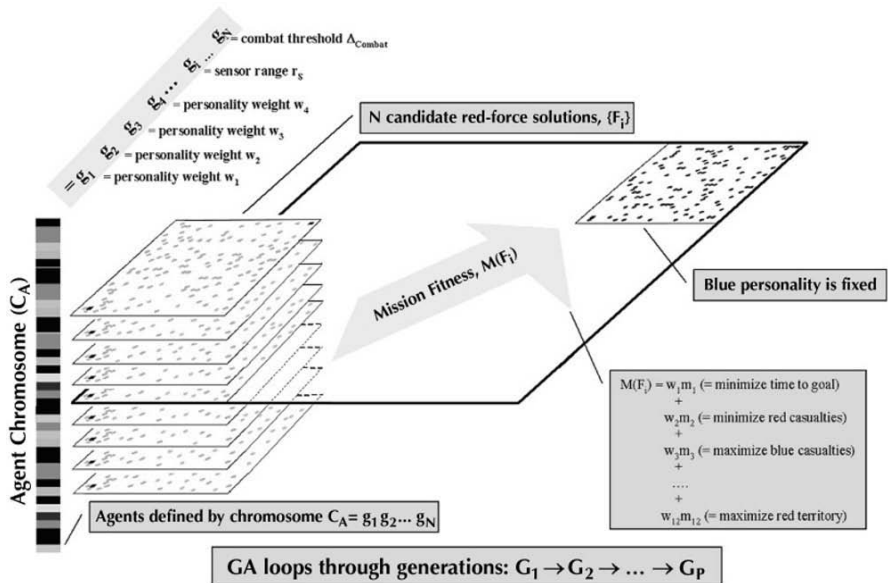 g_N = combat threshold Δ_Combat
...
g_i = sensor range r_S
...
g_4 = personality weight w_4
g_3 = personality weight w_3
g_2 = personality weight w_2
= g_1 = personality weight w_1
N candidate red-force solutions, {F_i}
Agent Chromosome (C_A)
Mission Fitness, M(F_i)
Blue personality is fixed
M(F_i) = w_1m_1 (= minimize time to goal)
+
w_2m_2 (= minimize red casualties)
+
w_3m_3 (= maximize blue casualties)
+
....
+
w_12m_12 (= maximize red territory)
Agents defined by chromosome C_A= g_1 g_2... g_N
GA loops through generations: G_1 → G_2 → ... → G_P